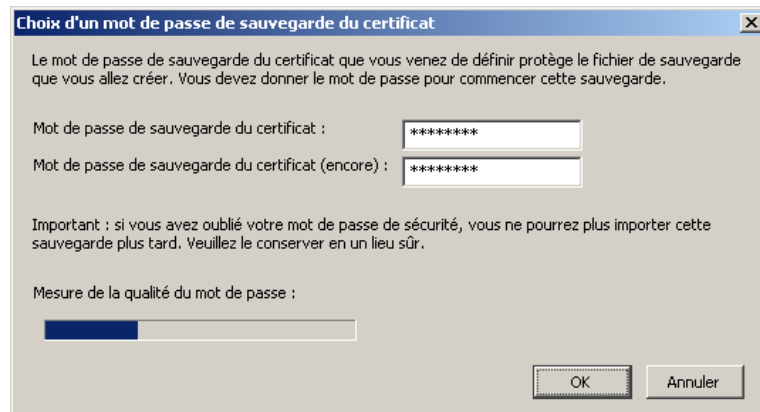 Choix d'un mot de passe de sauvegarde du certificat
Le mot de passe de sauvegarde du certificat que vous venez de définir protège le fichier de sauvegarde
que vous allez créer. Vous devez donner le mot de passe pour commencer cette sauvegarde.
Mot de passe de sauvegarde du certificat : ********
Mot de passe de sauvegarde du certificat (encore) : ********
Important : si vous avez oublié votre mot de passe de sécurité, vous ne pourrez plus importer cette
sauvegarde plus tard. Veuillez le conserver en un lieu sûr.
Mesure de la qualité du mot de passe :
OK Annuler